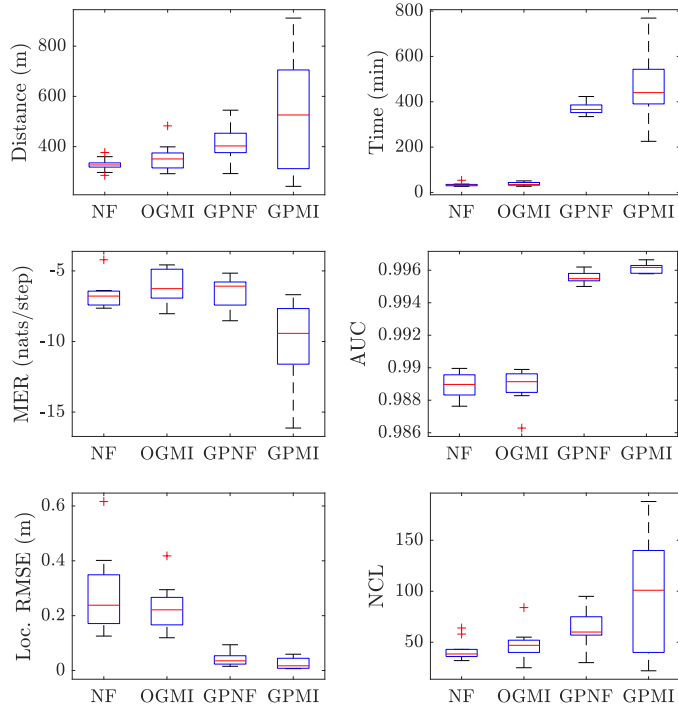 Distance (m)
800
600
400
NF OGMI GPNF GPMI
Time (min)
800
600
400
200
0
NF OGMI GPNF GPMI
MER (nats/step)
-5
-10
-15
NF OGMI GPNF GPMI
AUC
0.996
0.994
0.992
0.99
0.988
0.986
NF OGMI GPNF GPMI
Loc. RMSE (m)
0.6
0.4
0.2
0
NF OGMI GPNF GPMI
NCL
150
100
50
NF OGMI GPNF GPMI